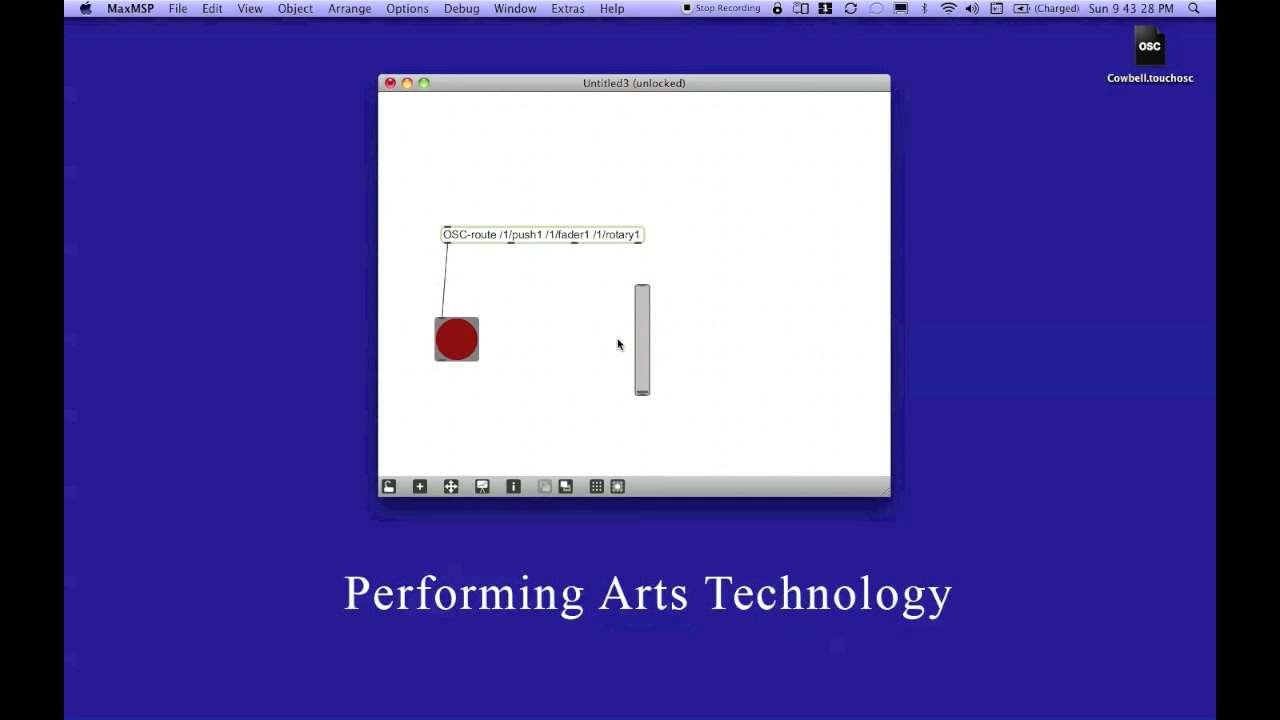 MaxMSP File Edit View Object Arrange Options Debug Window Extras Help Stop Recording (Charged) Sun 9 43 28 PM
OSC
Cowbell.touchosc
Untitled3 (unlocked)
OSC-route /1/push1 /1/fader1 /1/rotary1
Performing Arts Technology